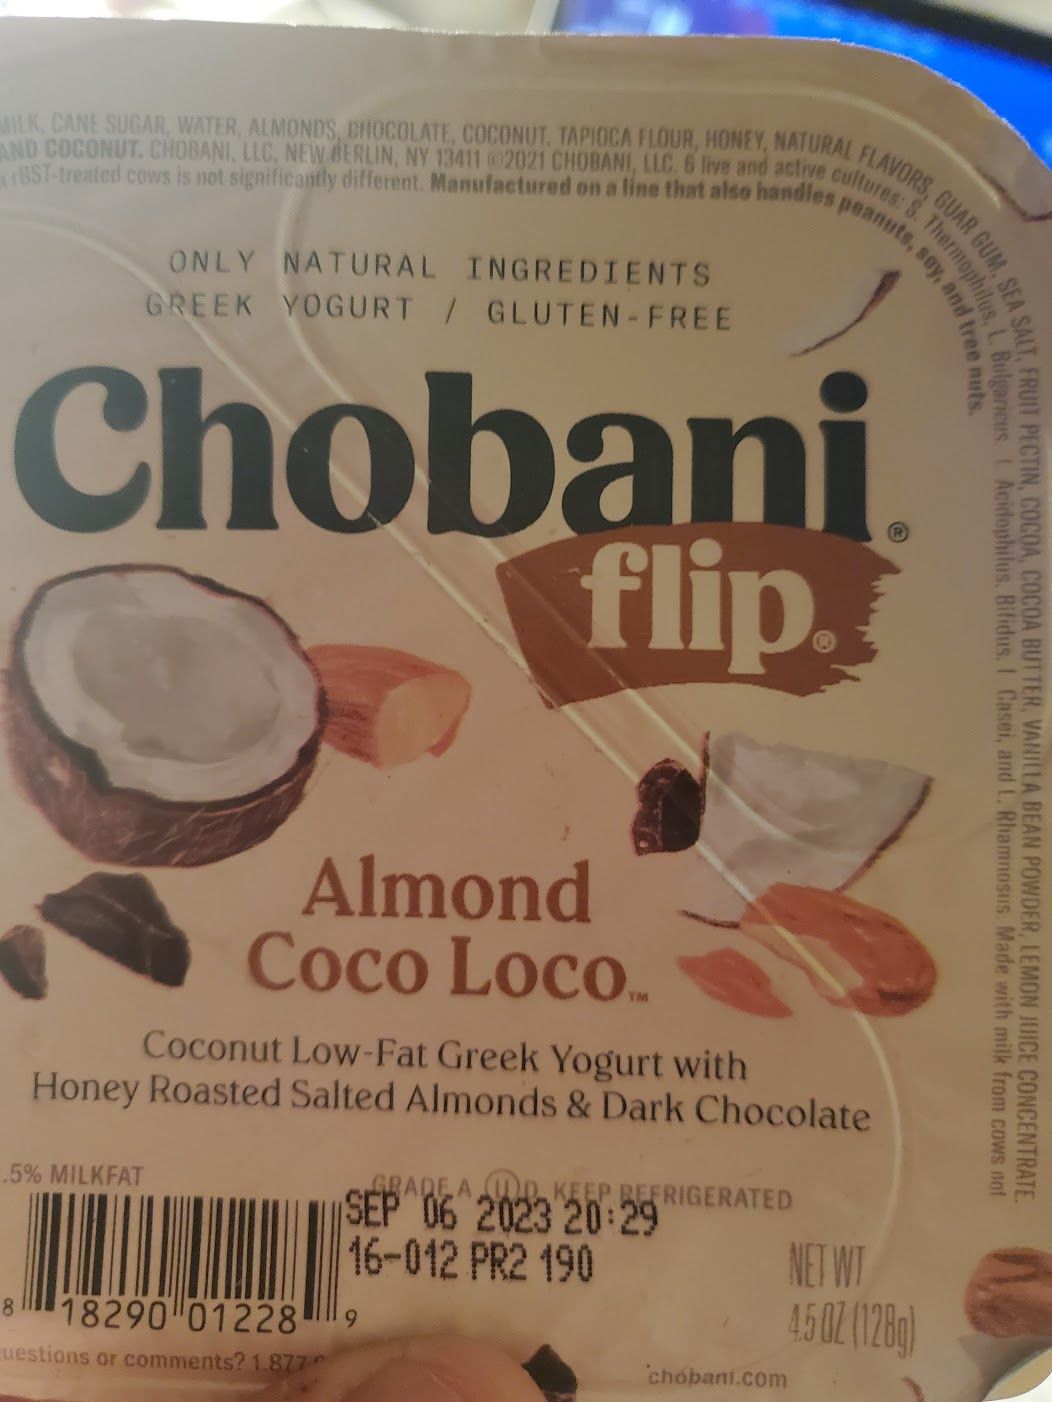 MILK, CANE SUGAR, WATER, ALMONDS, CHOCOLATE, COCONUT, TAPIOCA FLOUR, HONEY, NATURAL FLAVORS, GUAR GUM, SEA SALT, FRUIT PECTIN, COCOA, COCOA BUTTER, VANILLA BEAN POWDER, LEMON JUICE CONCENTRATE.
AND COCONUT. CHOBANI, LLC, NEW BERLIN, NY 13411 ©2021 CHOBANI, LLC. 6 live and active cultures: S. Thermophilus, L. Bulgaricus, L. Acidophilus, Bifidus, L. Casei, and L. Rhamnosus. Made with milk from cows not
rBST-treated cows is not significantly different. Manufactured on a line that also handles peanuts, soy, and tree nuts.
ONLY NATURAL INGREDIENTS
GREEK YOGURT / GLUTEN-FREE
Chobani®
flip®
Almond
Coco Loco™
Coconut Low-Fat Greek Yogurt with
Honey Roasted Salted Almonds & Dark Chocolate
.5% MILKFAT
GRADE A Ⓤ D. KEEP REFRIGERATED
SEP 06 2023 20:29
16-012 PR2 190
8 18290 01228 9
NET WT
4.5 OZ (128g)
uestions or comments? 1.877
chobani.com